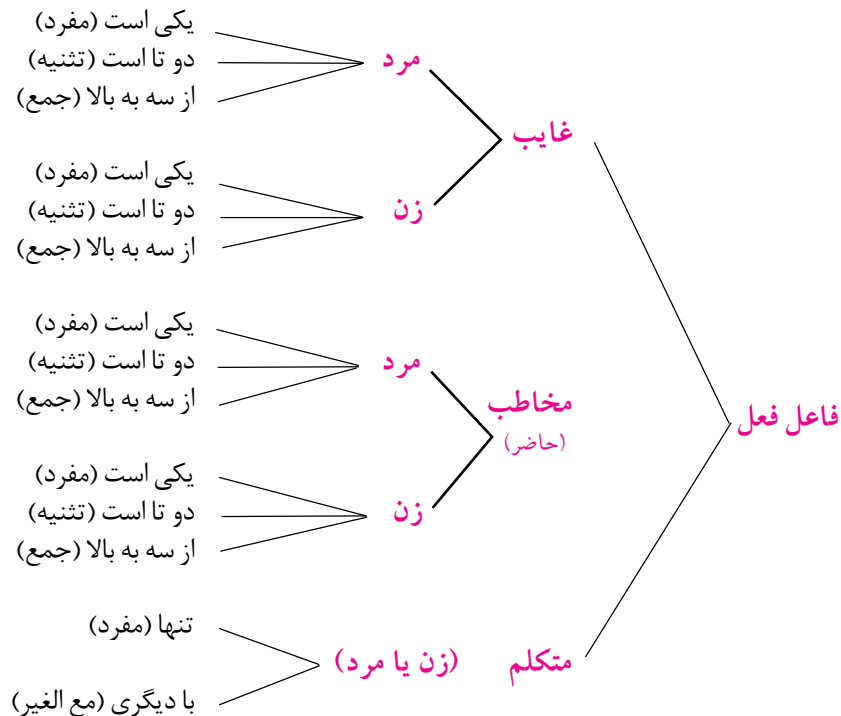 فاعل فعل
غایب
مرد
یکی است (مفرد)
دو تا است (تثنیه)
از سه به بالا (جمع)
زن
یکی است (مفرد)
دو تا است (تثنیه)
از سه به بالا (جمع)
مخاطب
(حاضر)
مرد
یکی است (مفرد)
دو تا است (تثنیه)
از سه به بالا (جمع)
زن
یکی است (مفرد)
دو تا است (تثنیه)
از سه به بالا (جمع)
متکلم (زن یا مرد)
تنها (مفرد)
با دیگری (مع الغیر)